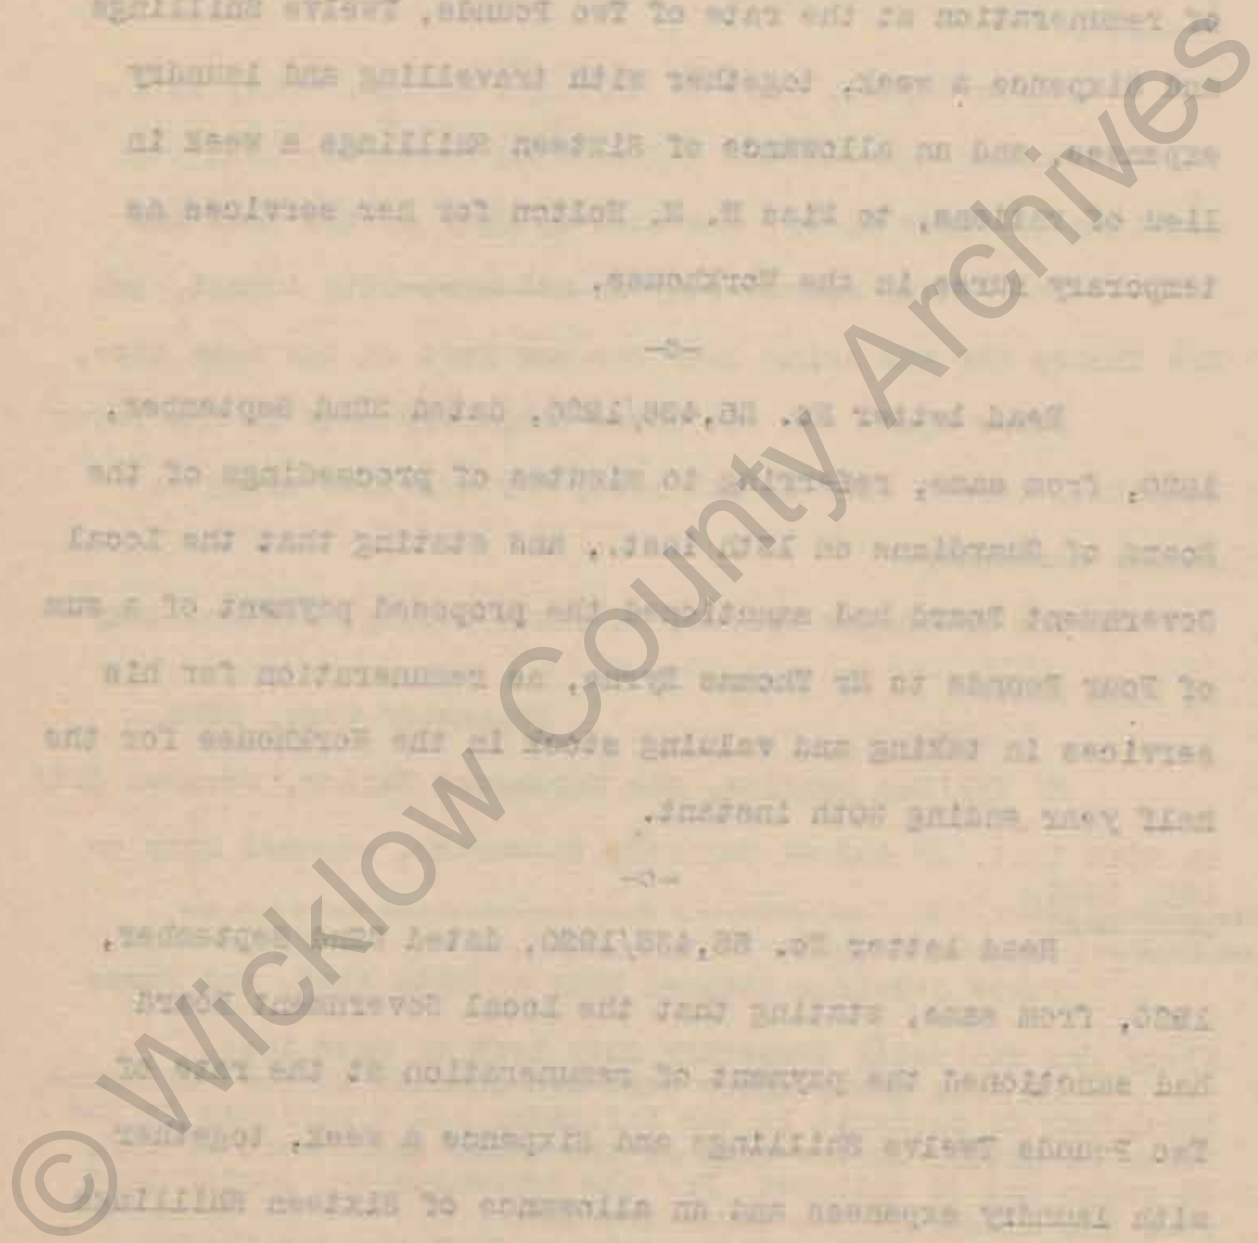 of remuneration at the rate of Two Pounds, Twelve Shillings
and Sixpence a week, together with travelling and laundry
expenses, and an allowance of Sixteen Shillings a week in
lieu of rations, to Miss M. K. Holton for her services as
temporary nurse in the Workhouse.
-o-
Read letter No. 55,436/1920, dated 22nd September,
1920, from same; referring to minutes of proceedings of the
Board of Guardians on 15th inst., and stating that the Local
Government Board had sanctioned the proposed payment of a sum
of Four Pounds to Mr Thomas Byrne, as remuneration for his
services in taking and valuing stock in the Workhouse for the
half year ending 30th instant.
-o-
Read letter No. 55,435/1920, dated September,
1920, from same, stating that the Local Government Board
had sanctioned the payment of remuneration at the rate of
Two Pounds Twelve Shillings and Sixpence a week, together
with laundry expenses and an allowance of Sixteen Shillings
© Wicklow County Archives